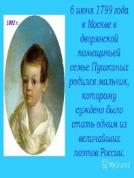 1802 г
6 июня 1799 года
в Москве в
дворянской
помещичьей
семье Пушкиных
родился мальчик,
которому
суждено было
стать одним из
величайших
поэтов России.